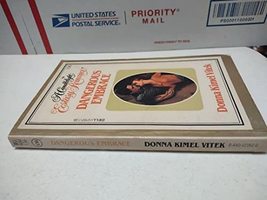 UNITED STATES
POSTAL SERVICE
PRIORITY
MAIL
A Candlelight
Ecstasy Romance
DANGEROUS
EMBRACE
Donna Kimel Vitek
DANGEROUS EMBRACE
DONNA KIMEL VITEK